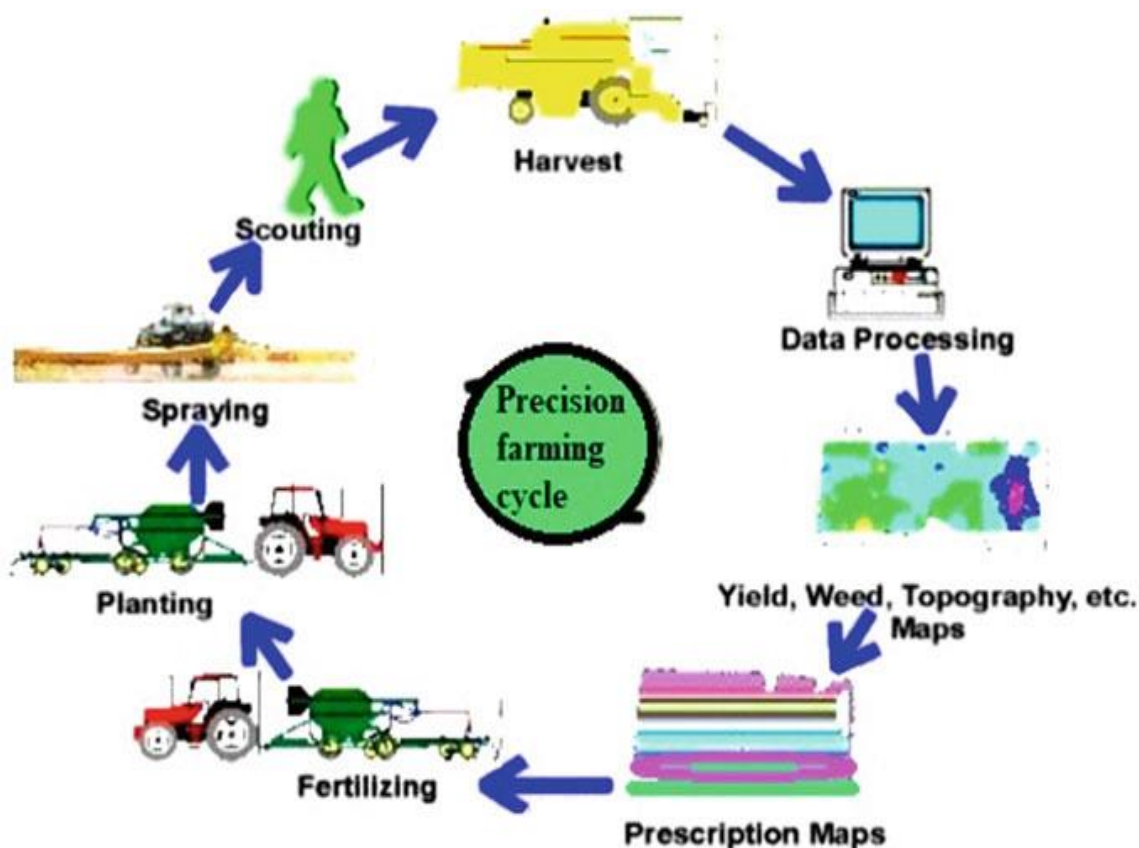 Harvest
Scouting
Data Processing
Spraying
Precision
farming
cycle
Planting
Yield, Weed, Topography, etc.
Maps
Fertilizing
Prescription Maps